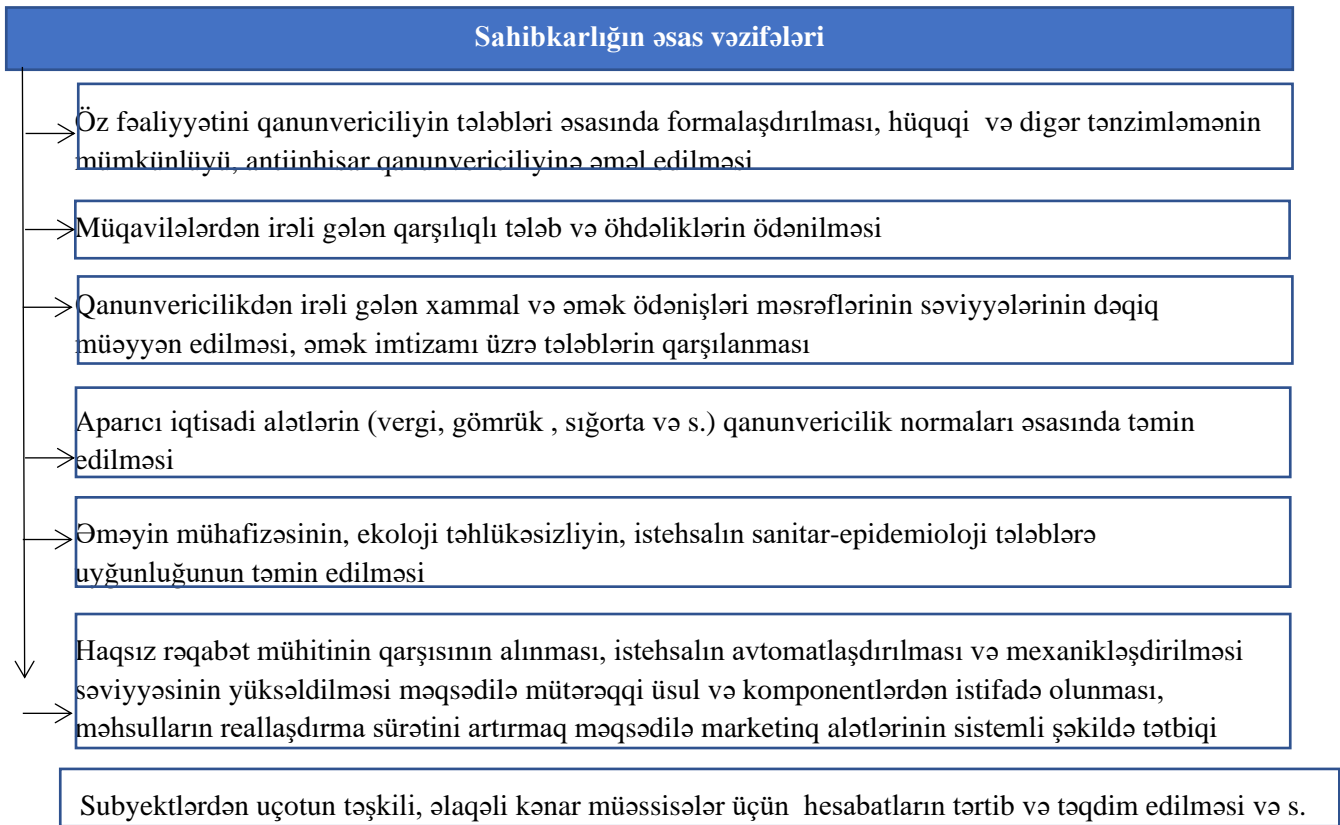 Sahibkarlığın əsas vəzifələri
Öz fəaliyyətini qanunvericiliyin tələbləri əsasında formalaşdırılması, hüquqi və digər tənzimləmənin
mümkünlüyü, antiinhisar qanunvericiliyinə əməl edilməsi
Müqavilələrdən irəli gələn qarşılıqlı tələb və öhdəliklərin ödənilməsi
Qanunvericilikdən irəli gələn xammal və əmək ödənişləri məsrəflərinin səviyyələrinin dəqiq
müəyyən edilməsi, əmək imtizamı üzrə tələblərin qarşılanması
Aparıcı iqtisadi alətlərin (vergi, gömrük , sığorta və s.) qanunvericilik normaları əsasında təmin
edilməsi
Əməyin mühafizəsinin, ekoloji təhlükəsizliyin, istehsalın sanitar-epidemioloji tələblərə
uyğunluğunun təmin edilməsi
Haqsız rəqabət mühitinin qarşısının alınması, istehsalın avtomatlaşdırılması və mexanikləşdirilməsi
səviyyəsinin yüksəldilməsi məqsədilə mütərəqqi üsul və komponentlərdən istifadə olunması,
məhsulların reallaşdırma sürətini artırmaq məqsədilə marketinq alətlərinin sistemli şəkildə tətbiqi
Subyektlərdən uçotun təşkili, əlaqəli kənar müəssisələr üçün hesabatların tərtib və təqdim edilməsi və s.